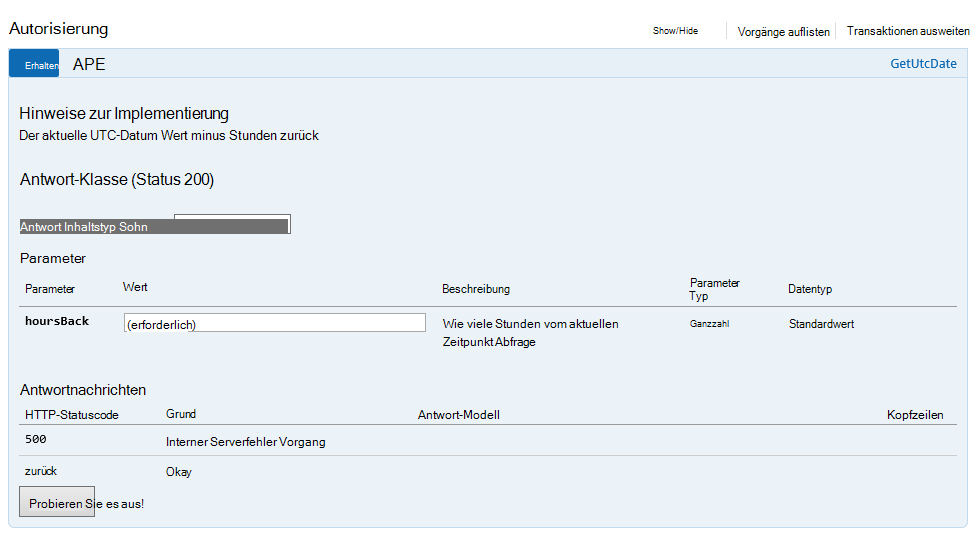 Autorisierung Show/Hide Vorgänge auflisten Transaktionen ausweiten
Erhalten APE GetUtcDate
Hinweise zur Implementierung
Der aktuelle UTC-Datum Wert minus Stunden zurück
Antwort-Klasse (Status 200)
Antwort Inhaltstyp Sohn
Parameter
Parameter Wert Beschreibung Parameter Typ Datentyp
hoursBack (erforderlich) Wie viele Stunden vom aktuellen Ganzzahl Standardwert
Zeitpunkt Abfrage
Antwortnachrichten
HTTP-Statuscode Grund Antwort-Modell Kopfzeilen
500 Interner Serverfehler Vorgang
zurück Okay
Probieren Sie es aus!